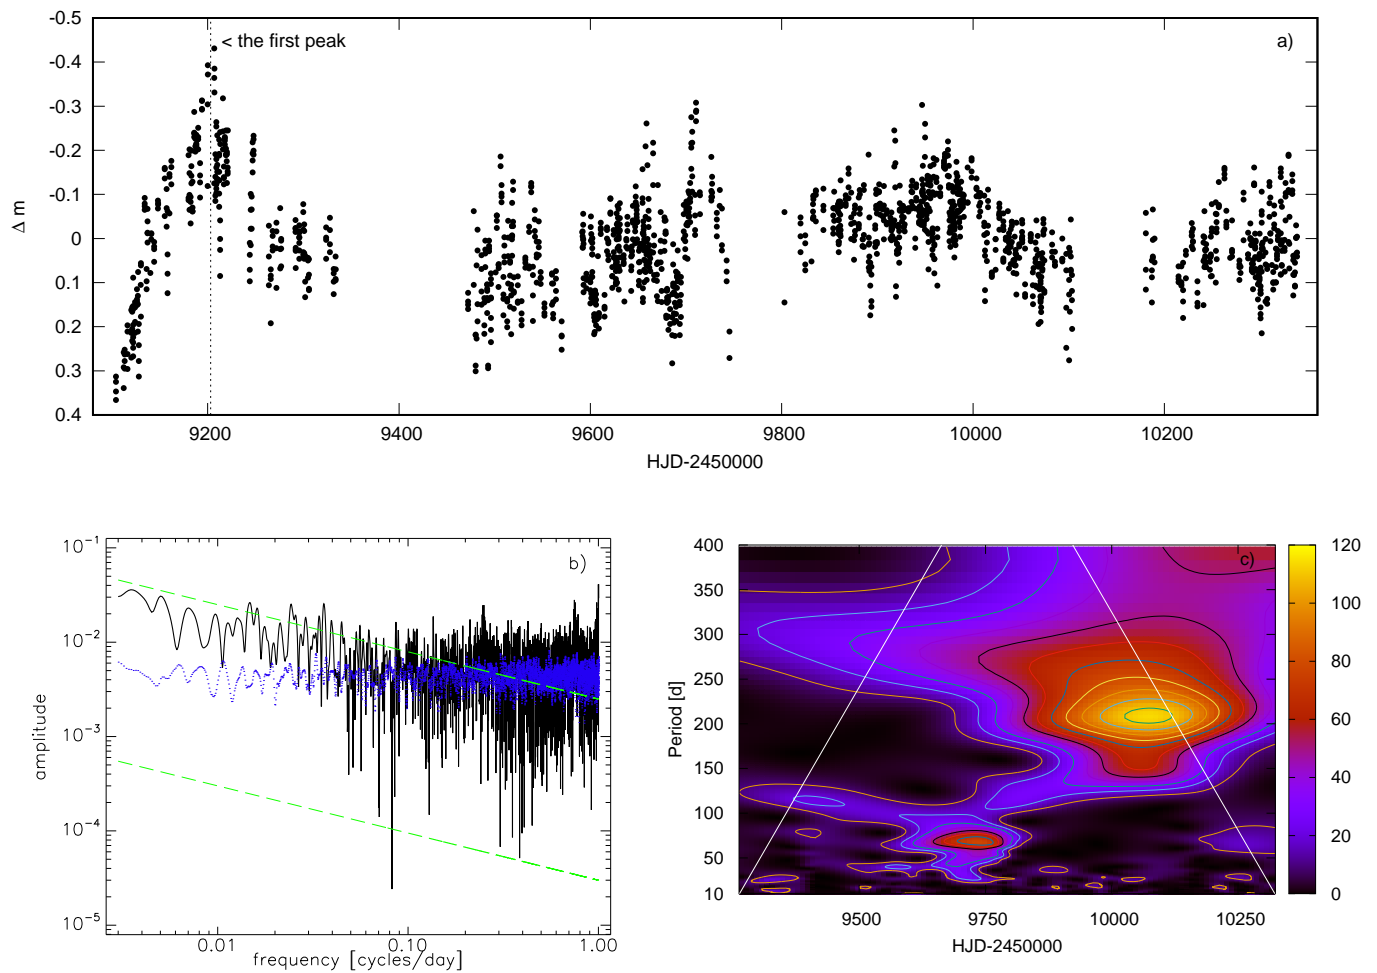 -0.5
-0.4
-0.3
-0.2
-0.1
0
0.1
0.2
0.3
0.4
Δ m
< the first peak
a)
9200 9400 9600 9800 10000 10200
HJD-2450000
10⁻¹
10⁻²
10⁻³
10⁻⁴
10⁻⁵
amplitude
b)
0.01 0.10 1.00
frequency [cycles/day]
400
350
300
250
200
150
100
50
10
Period [d]
c)
9500 9750 10000 10250
HJD-2450000
120
100
80
60
40
20
0